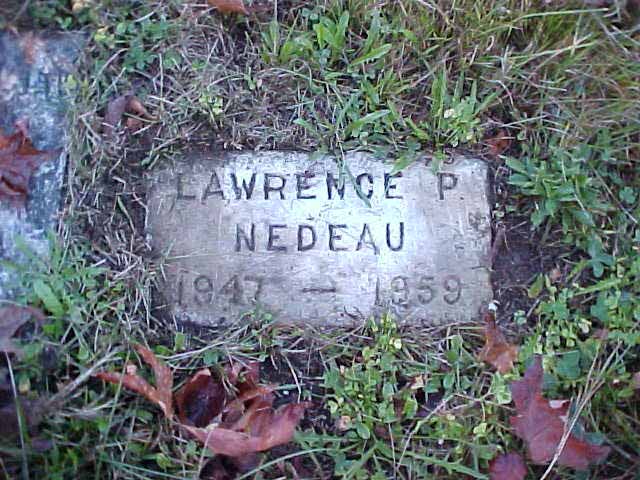 LAWRENCE P.
NEDEAU
1947 — 1959